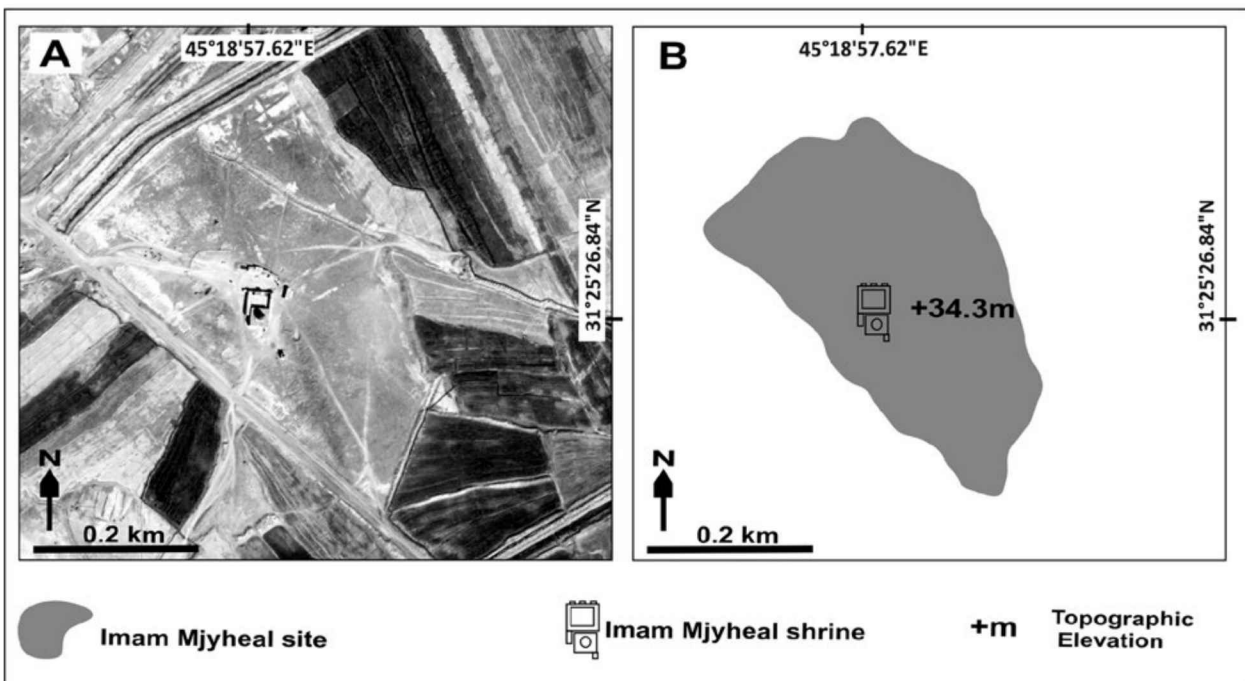 A
45°18'57.62"E
31°25'26.84"N
N
0.2 km
B
45°18'57.62"E
+34.3m
31°25'26.84"N
N
0.2 km
Imam Mjyheal site
Imam Mjyheal shrine
+m
Topographic
Elevation